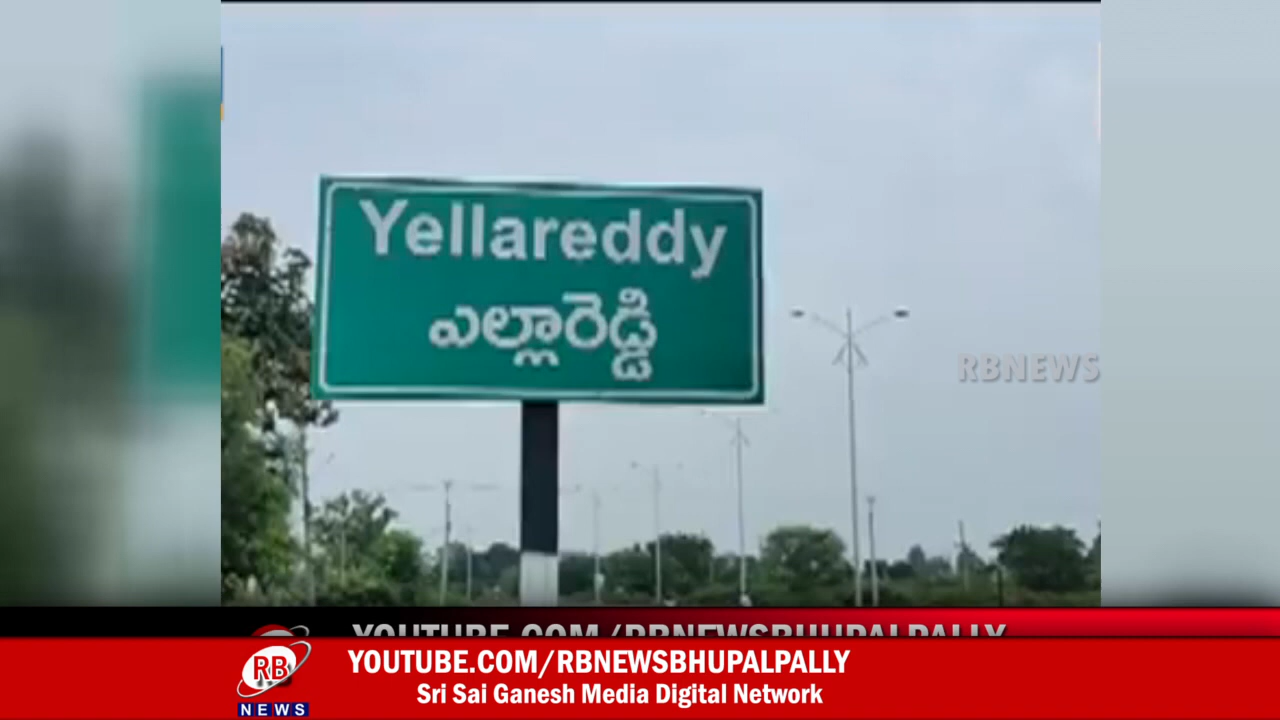 Yellareddy
ఎల్లారెడ్డి
RBNEWS
YOUTUBE.COM/RBNEWSBHUPALPALLY
RB
YOUTUBE.COM/RBNEWSBHUPALPALLY
Sri Sai Ganesh Media Digital Network
NEWS